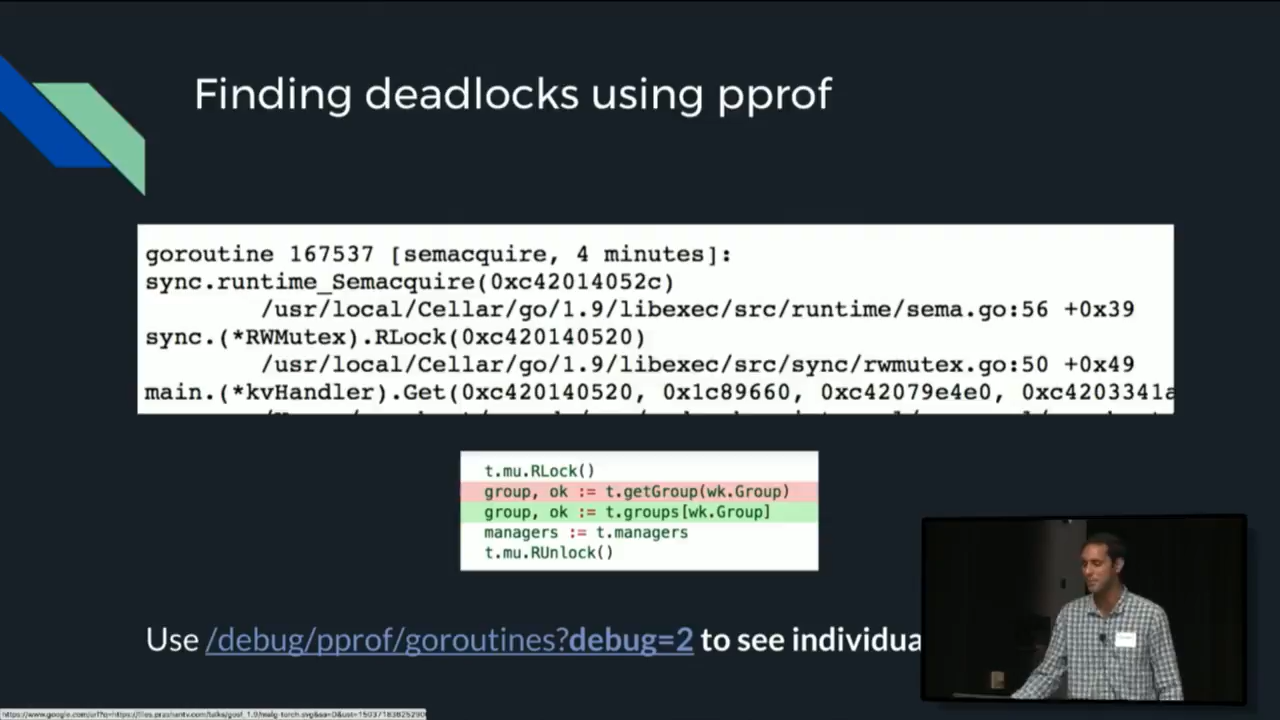 Finding deadlocks using pprof
goroutine 167537 [semacquire, 4 minutes]:
sync.runtime_Semacquire(0xc42014052c)
/usr/local/Cellar/go/1.9/libexec/src/runtime/sema.go:56 +0x39
sync.(*RWMutex).RLock(0xc420140520)
/usr/local/Cellar/go/1.9/libexec/src/sync/rwmutex.go:50 +0x49
main.(*kvHandler).Get(0xc420140520, 0x1c89660, 0xc42079e4e0, 0xc4203341a
t.mu.RLock()
group, ok := t.getGroup(wk.Group)
group, ok := t.groups[wk.Group]
managers := t.managers
t.mu.RUnlock()
Use /debug/pprof/goroutines?debug=2 to see individua